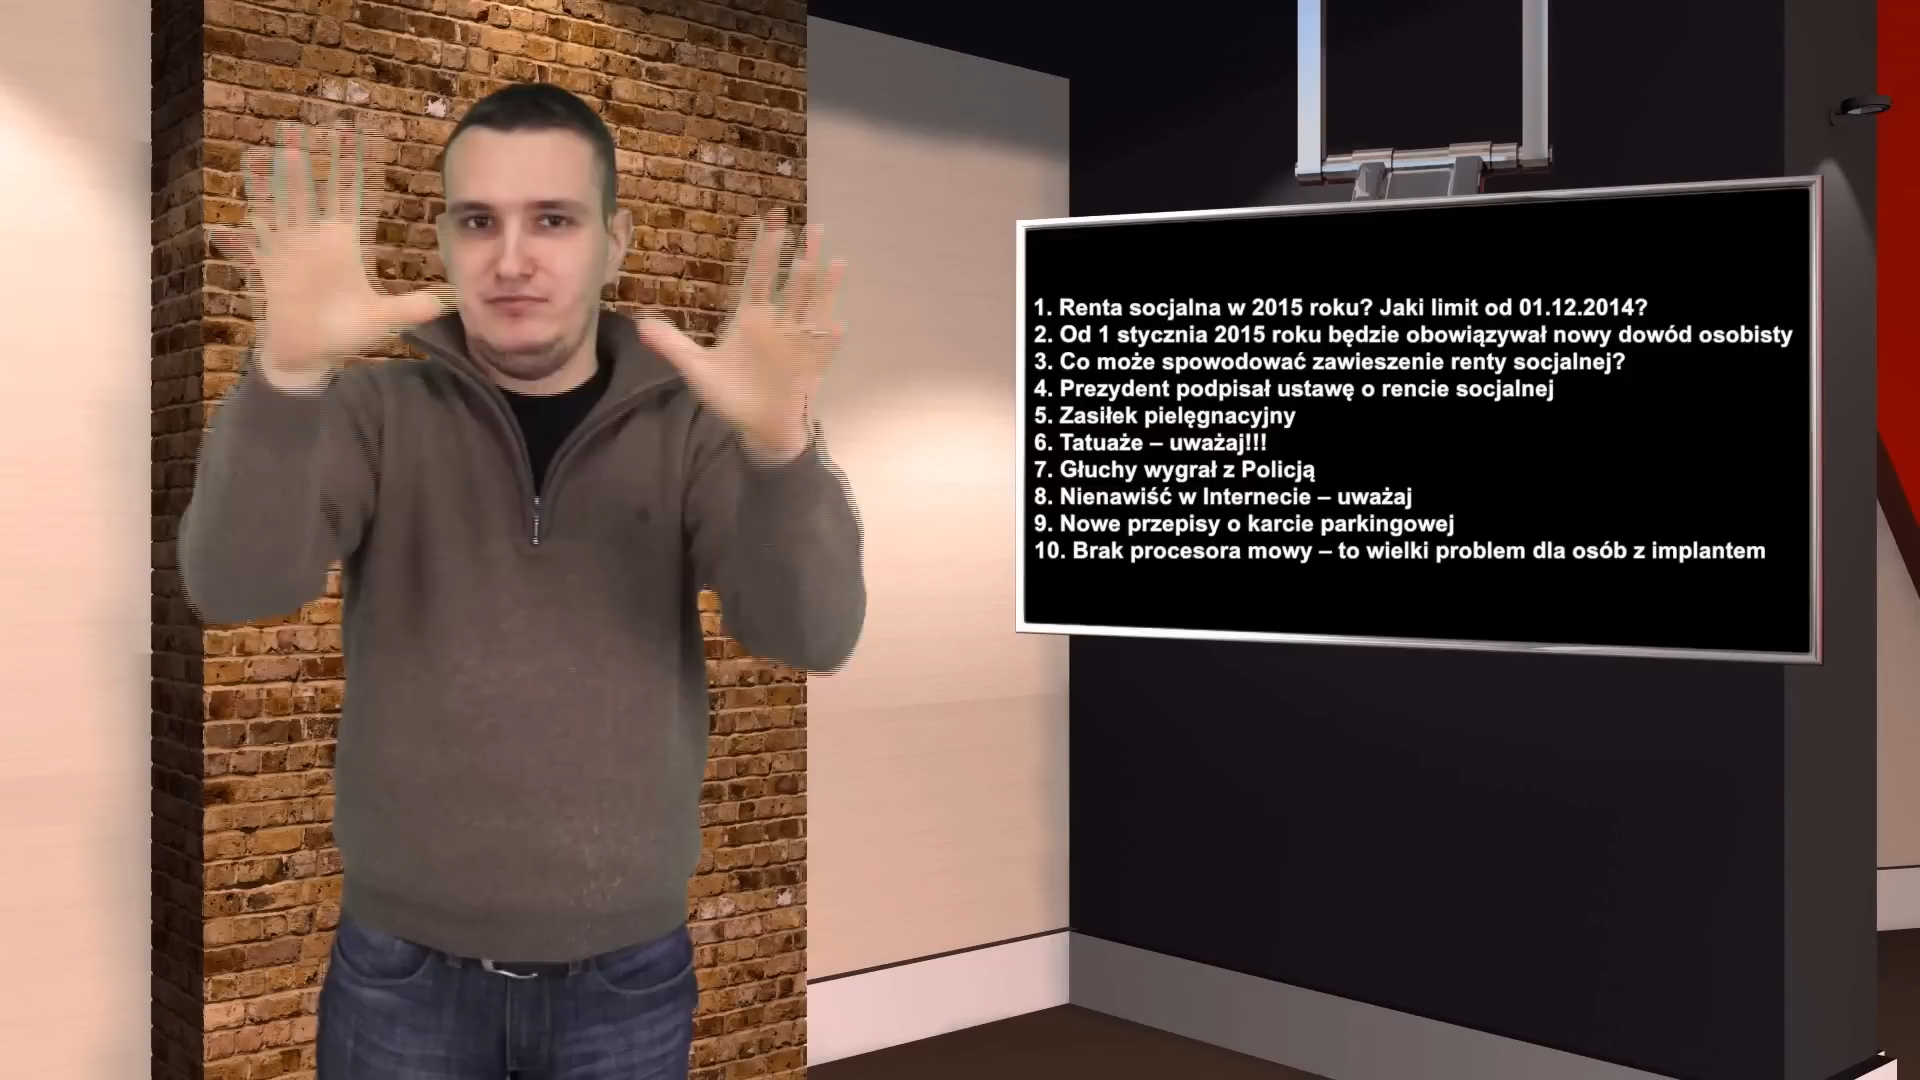 1. Renta socjalna w 2015 roku? Jaki limit od 01.12.2014?
2. Od 1 stycznia 2015 roku będzie obowiązywał nowy dowód osobisty
3. Co może spowodować zawieszenie renty socjalnej?
4. Prezydent podpisał ustawę o rencie socjalnej
5. Zasiłek pielęgnacyjny
6. Tatuaże – uważaj!!!
7. Głuchy wygrał z Policją
8. Nienawiść w Internecie – uważaj
9. Nowe przepisy o karcie parkingowej
10. Brak procesora mowy – to wielki problem dla osób z implantem